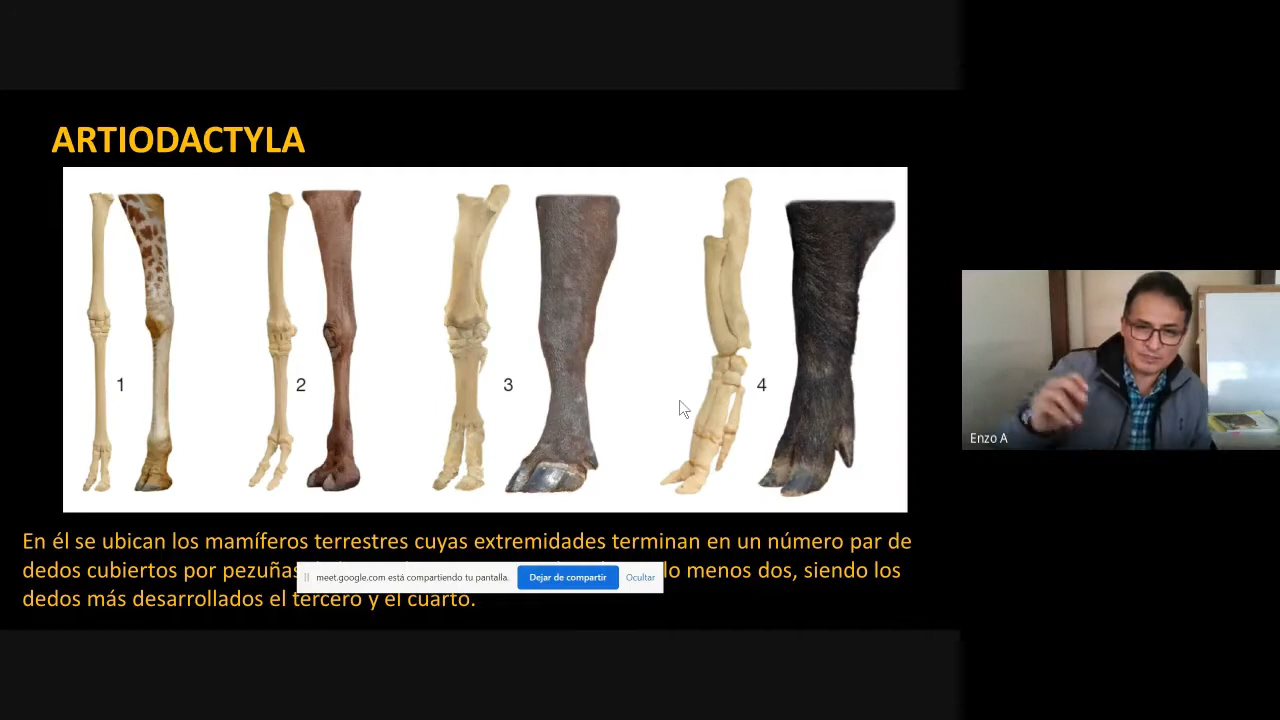 ARTIODACTYLA
1
2
3
4
Enzo A
En él se ubican los mamíferos terrestres cuyas extremidades terminan en un número par de
dedos cubiertos por pezuñas lo menos dos, siendo los
meet.google.com está compartiendo tu pantalla. Dejar de compartir Ocultar
dedos más desarrollados el tercero y el cuarto.